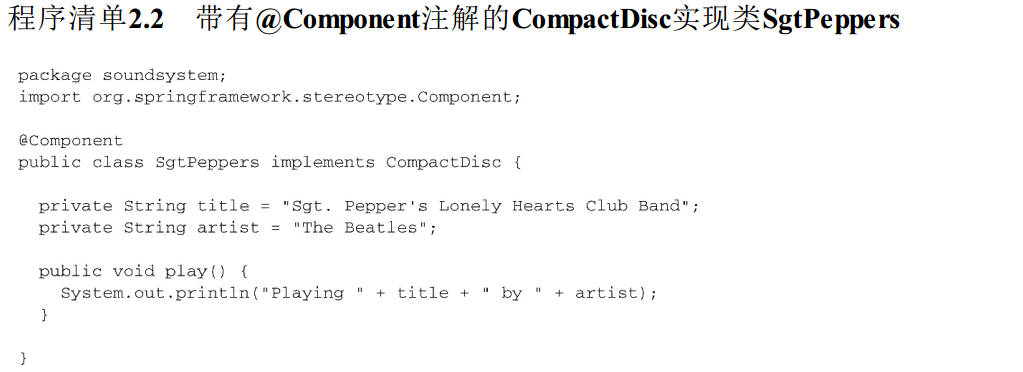 程序清单2.2 带有@Component注解的CompactDisc实现类SgtPeppers
package soundsystem;
import org.springframework.stereotype.Component;
@Component
public class SgtPeppers implements CompactDisc {
private String title = "Sgt. Pepper's Lonely Hearts Club Band";
private String artist = "The Beatles";
public void play() {
System.out.println("Playing " + title + " by " + artist);
}
}